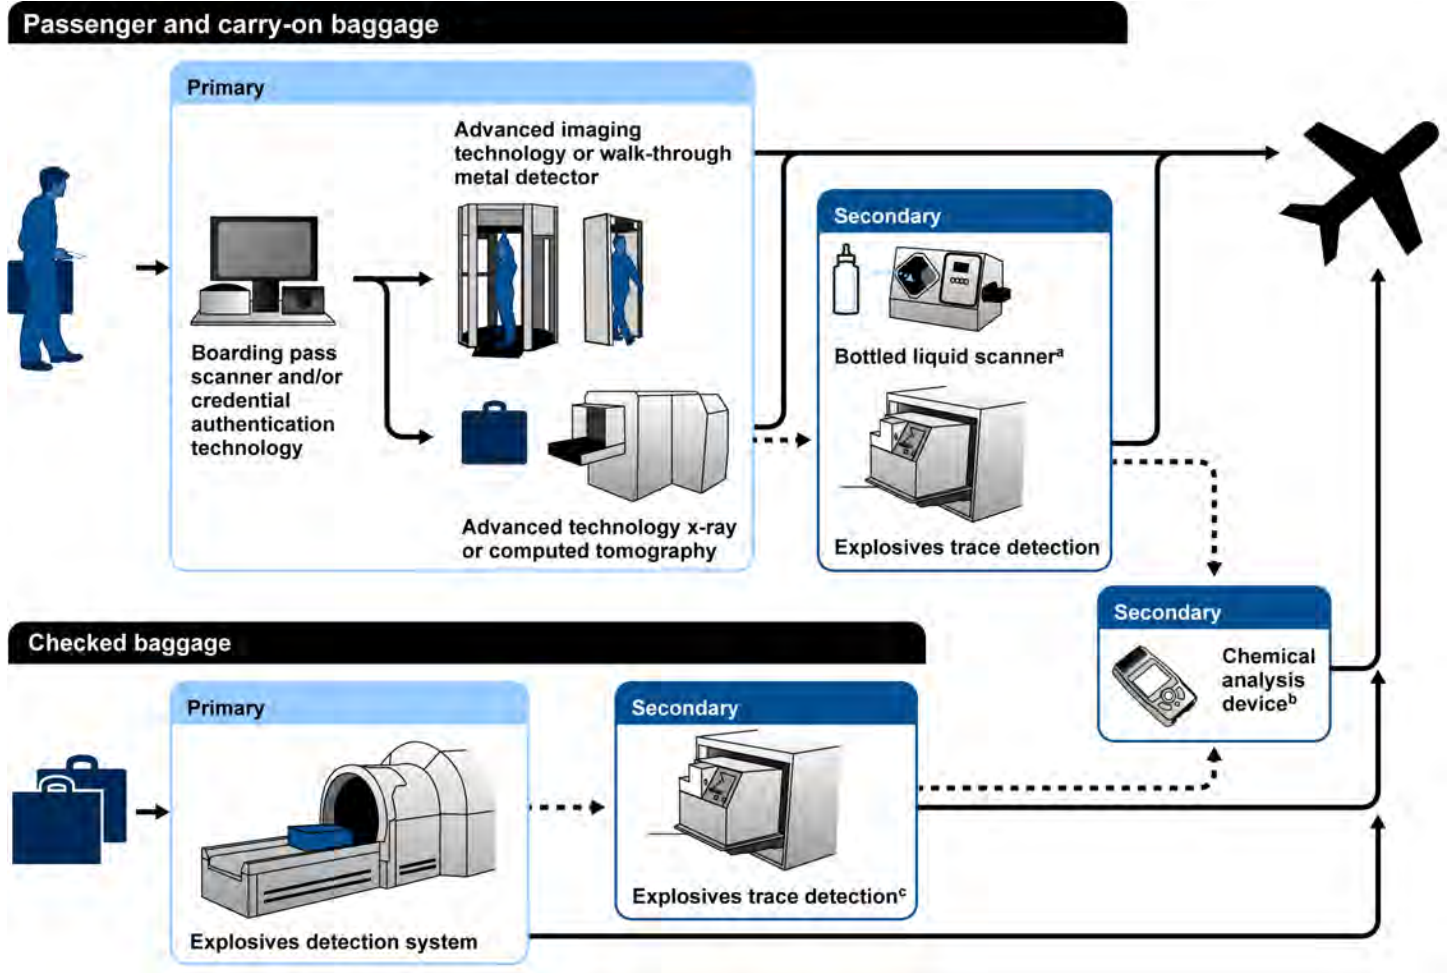 Passenger and carry-on baggage
Primary
Advanced imaging
technology or walk-through
metal detector
Boarding pass
scanner and/or
credential
authentication
technology
Advanced technology x-ray
or computed tomography
Secondary
Bottled liquid scannerᵃ
Explosives trace detection
Secondary
Chemical
analysis
deviceᵇ
Checked baggage
Primary
Explosives detection system
Secondary
Explosives trace detectionᶜ